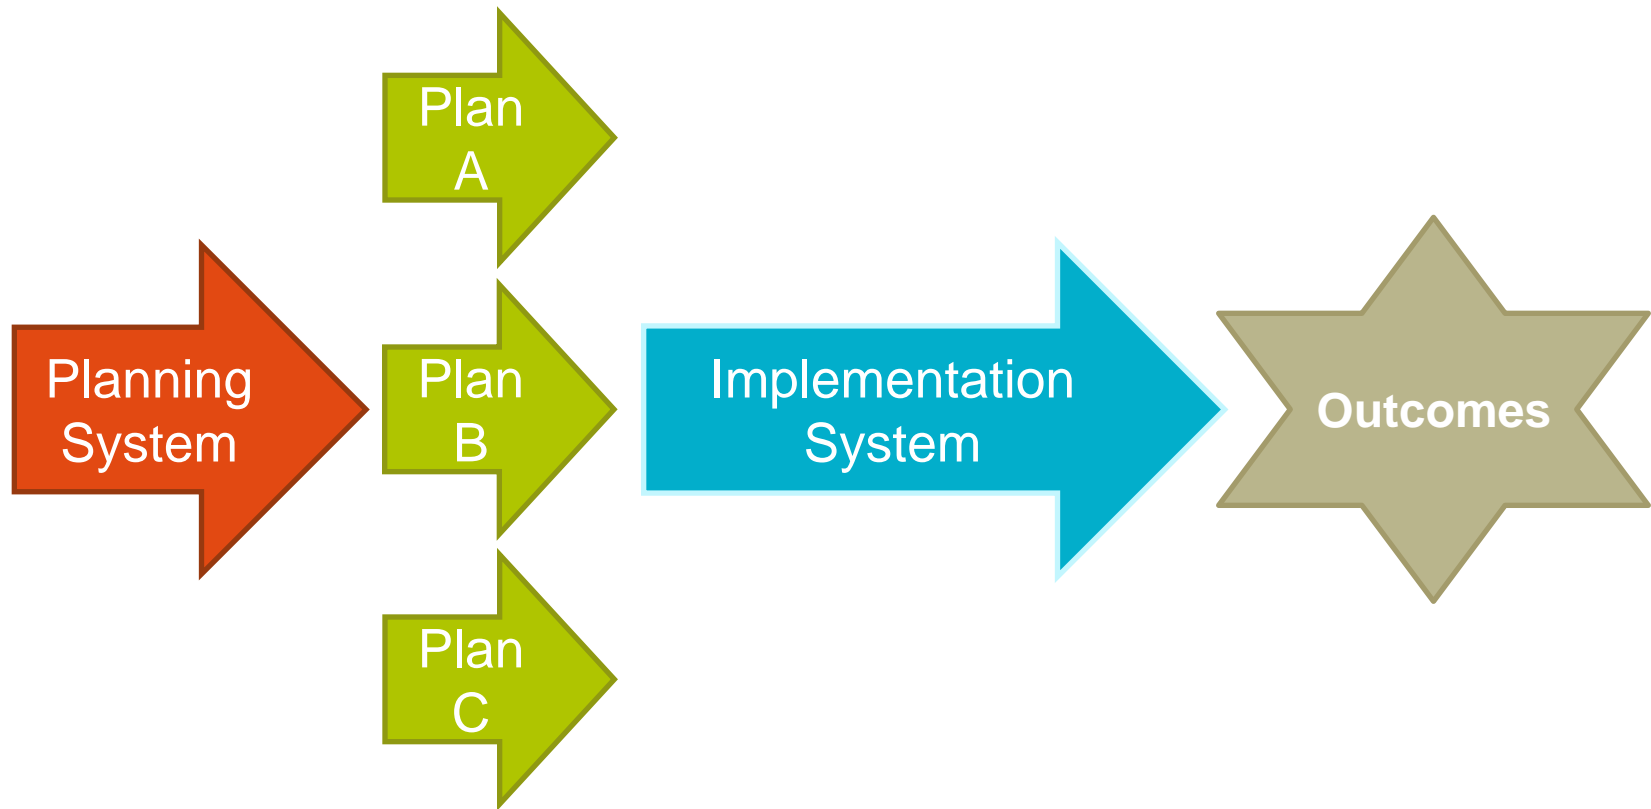 Planning
System
Plan
A
Plan
B
Plan
C
Implementation
System
Outcomes